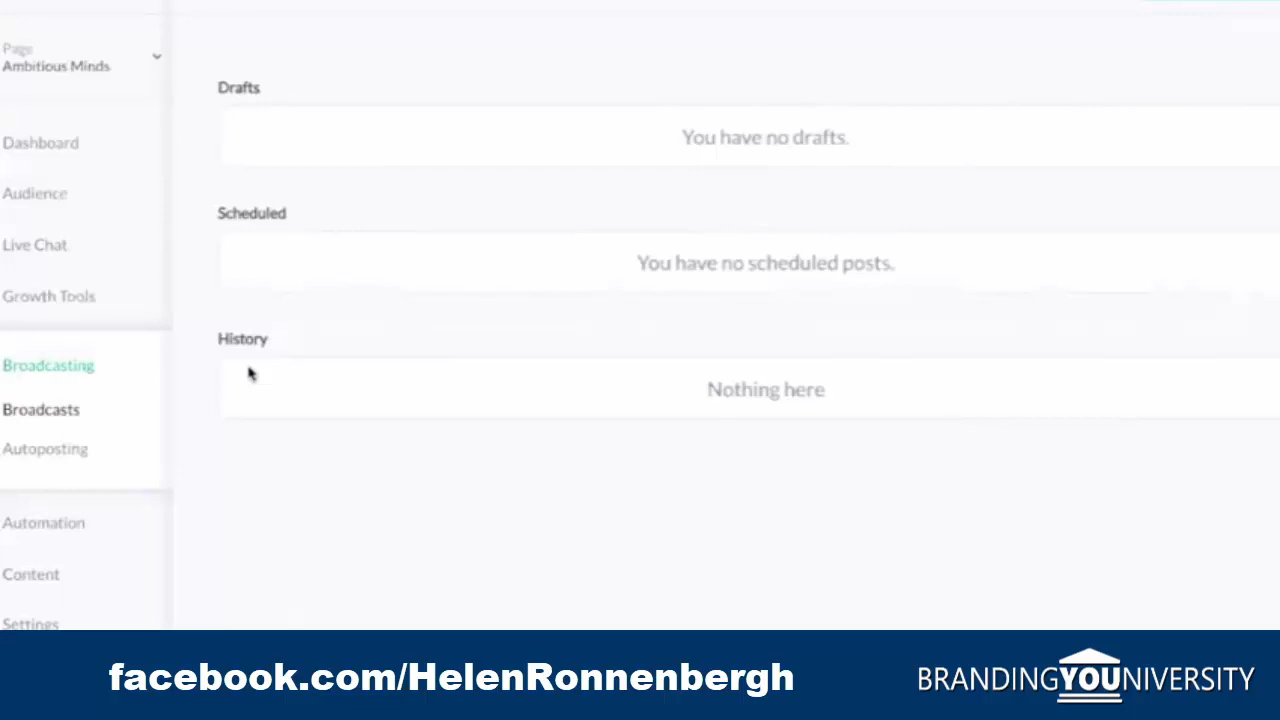 Page
Ambitious Minds
Dashboard
Audience
Live Chat
Growth Tools
Broadcasting
Broadcasts
Autoposting
Automation
Content
Settings
Drafts
You have no drafts.
Scheduled
You have no scheduled posts.
History
Nothing here
facebook.com/HelenRonnenbergh
BRANDINGYOUNIVERSITY